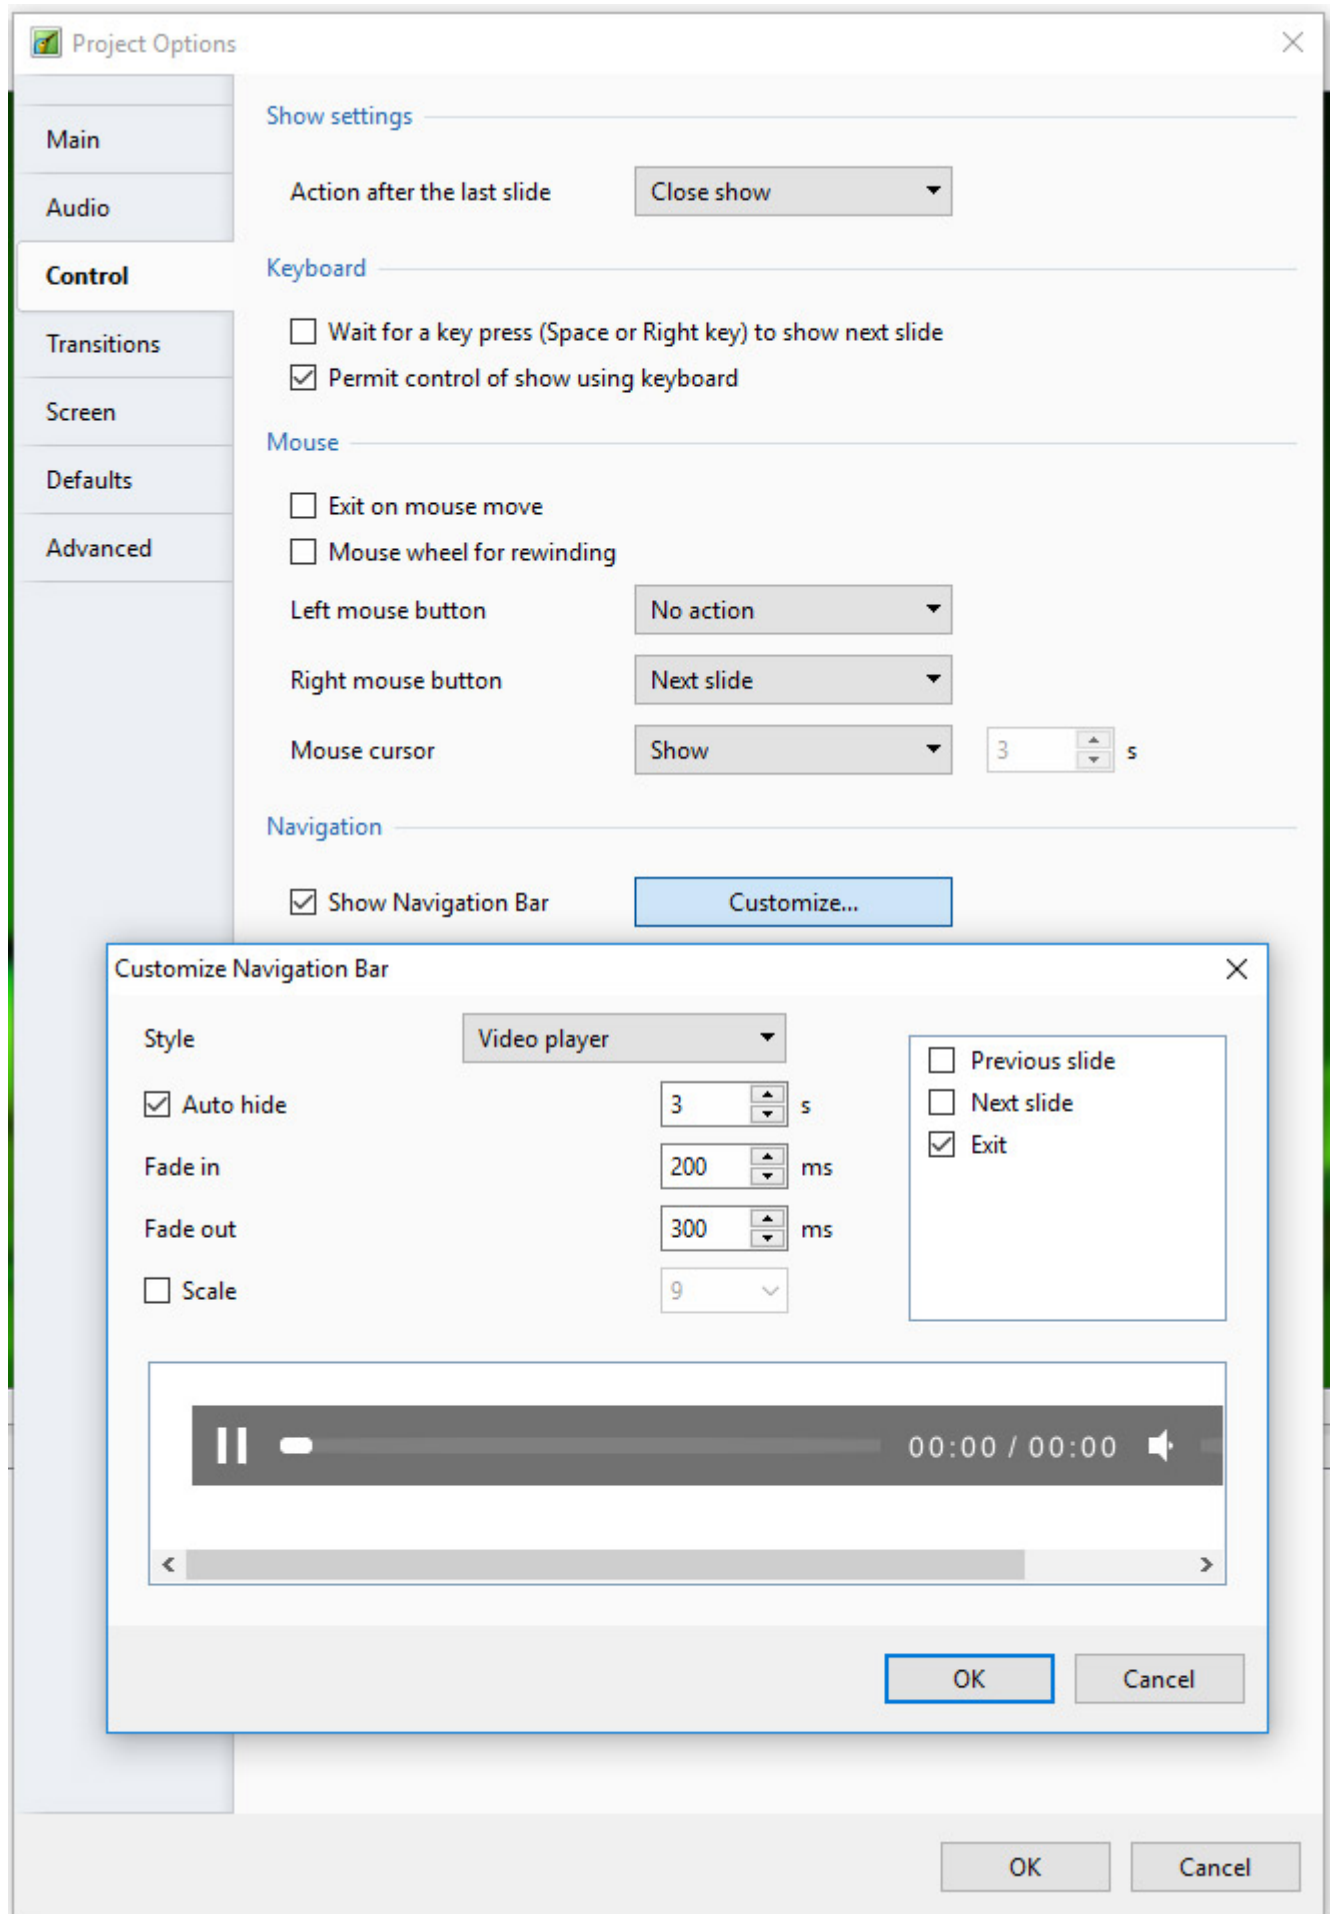 Project Options
Main
Audio
Control
Transitions
Screen
Defaults
Advanced
Show settings
Action after the last slide Close show
Keyboard
Wait for a key press (Space or Right key) to show next slide
Permit control of show using keyboard
Mouse
Exit on mouse move
Mouse wheel for rewinding
Left mouse button No action
Right mouse button Next slide
Mouse cursor Show 3 s
Navigation
Show Navigation Bar Customize...
Customize Navigation Bar
Style Video player
Auto hide 3 s
Fade in 200 ms
Fade out 300 ms
Scale 9
Previous slide
Next slide
Exit
00:00 / 00:00
OK Cancel
OK Cancel